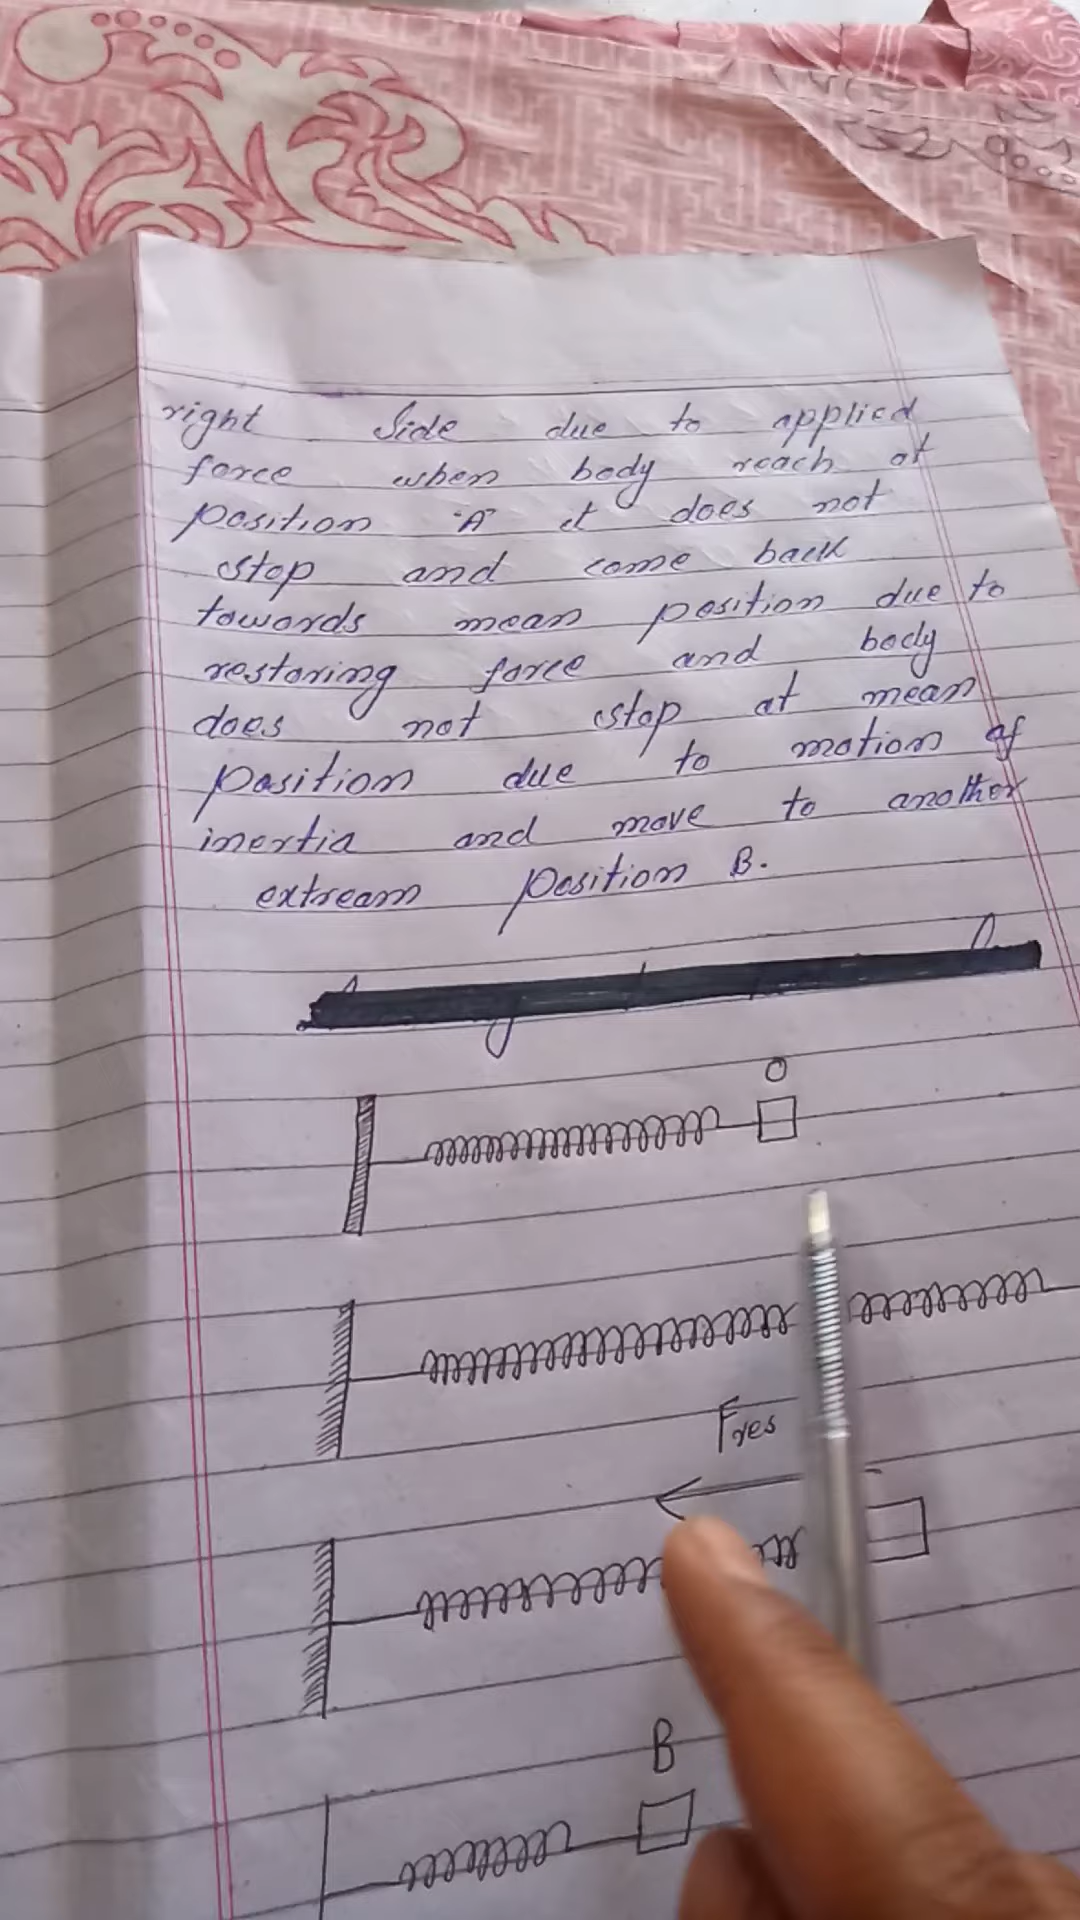 right side due to applied
force when body reach at
position "A" it does not
stop and come back
towards mean position due to
restoring force and body
does not stop at mean
position due to motion of
inertia and move to another
extream position B.
O
Fres
B